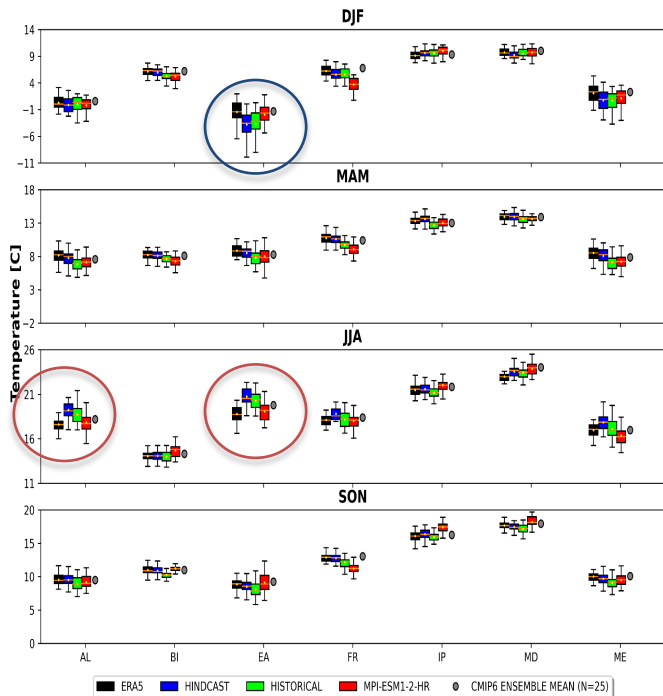 DJF
14
9
4
−1
−6
−11
MAM
18
13
8
3
−2
Temperature [C]
JJA
26
21
16
11
SON
20
15
10
5
0
AL BI EA FR IP MD ME
ERA5 HINDCAST HISTORICAL MPI-ESM1-2-HR CMIP6 ENSEMBLE MEAN (N=25)